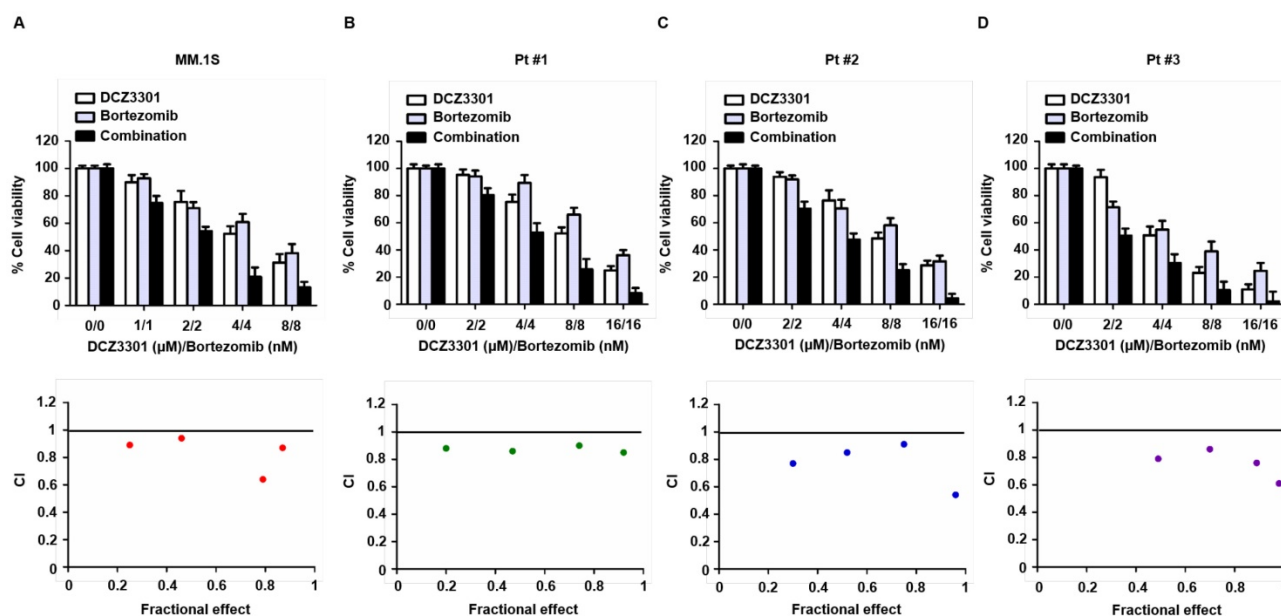 A
MM.1S
DCZ3301
Bortezomib
Combination
% Cell viability
120
100
80
60
40
20
0
0/0 1/1 2/2 4/4 8/8
DCZ3301 (µM)/Bortezomib (nM)
CI
1.2
1
0.8
0.6
0.4
0.2
0
0 0.2 0.4 0.6 0.8 1
Fractional effect
B
Pt #1
DCZ3301
Bortezomib
Combination
% Cell viability
120
100
80
60
40
20
0
0/0 2/2 4/4 8/8 16/16
DCZ3301 (µM)/Bortezomib (nM)
CI
1.2
1
0.8
0.6
0.4
0.2
0
0 0.2 0.4 0.6 0.8 1
Fractional effect
C
Pt #2
DCZ3301
Bortezomib
Combination
% Cell viability
120
100
80
60
40
20
0
0/0 2/2 4/4 8/8 16/16
DCZ3301 (µM)/Bortezomib (nM)
CI
1.2
1
0.8
0.6
0.4
0.2
0
0 0.2 0.4 0.6 0.8 1
Fractional effect
D
Pt #3
DCZ3301
Bortezomib
Combination
% Cell viability
120
100
80
60
40
20
0
0/0 2/2 4/4 8/8 16/16
DCZ3301 (µM)/Bortezomib (nM)
CI
1.2
1
0.8
0.6
0.4
0.2
0
0 0.2 0.4 0.6 0.8 1
Fractional effect